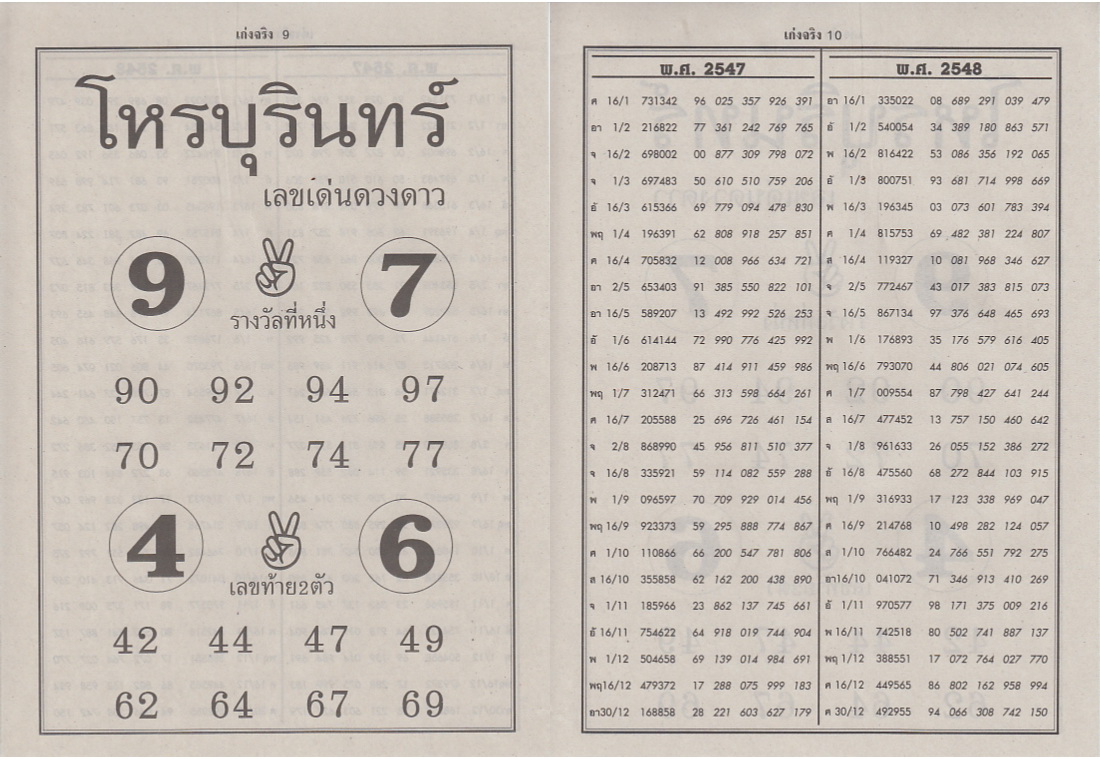 เก่งจริง 9
โหรบุรินทร์
เลขเด่นดวงดาว
9 7
รางวัลที่หนึ่ง
90 92 94 97
70 72 74 77
4 6
เลขท้าย2ตัว
42 44 47 49
62 64 67 69
เก่งจริง 10
พ.ศ. 2547
ศ 16/1 731342 96 025 357 926 391
อา 1/2 216822 77 361 242 769 765
จ 16/2 698002 00 877 309 798 072
จ 1/3 697483 50 610 510 759 206
อั 16/3 615366 69 779 094 478 830
พฤ 1/4 196391 62 808 918 257 851
ศ 16/4 705832 12 008 966 634 721
อา 2/5 653403 91 385 550 822 101
อา 16/5 589207 13 492 992 526 253
อั 1/6 614144 72 990 776 425 992
พ 16/6 208713 87 414 911 459 986
พฤ 1/7 312471 66 313 598 664 261
ศ 16/7 205588 25 696 726 461 154
จ 2/8 868990 45 956 811 510 377
จ 16/8 335921 59 114 082 559 288
พ 1/9 096597 70 709 929 014 456
พฤ 16/9 923373 59 295 888 774 867
ศ 1/10 110866 66 200 547 781 806
ส 16/10 355858 62 162 200 438 890
จ 1/11 185966 23 862 137 745 661
อั 16/11 754622 64 918 019 744 904
พ 1/12 504658 69 139 014 984 691
พฤ16/12 479372 17 288 075 999 183
อา30/12 168858 28 221 603 627 179
พ.ศ. 2548
อา 16/1 335022 08 689 291 039 479
อั 1/2 540054 34 389 180 863 571
พ 16/2 816422 53 086 356 192 065
อั 1/3 800751 93 681 714 998 669
พ 16/3 196345 03 073 601 783 394
ศ 1/4 815753 69 482 381 224 807
ส 16/4 119327 10 081 968 346 627
จ 2/5 772467 43 017 383 815 073
จ 16/5 867134 97 376 648 465 693
พ 1/6 176893 35 176 579 616 405
พฤ 16/6 793070 44 806 021 074 605
ศ 1/7 009554 87 798 427 641 244
ส 16/7 477452 13 757 150 460 642
จ 1/8 961633 26 055 152 386 272
อั 16/8 475560 68 272 844 103 915
พฤ 1/9 316933 17 123 338 969 047
ศ 16/9 214768 10 498 282 124 057
ส 1/10 766482 24 766 551 792 275
อา16/10 041072 71 346 913 410 269
อั 1/11 970577 98 171 375 009 216
พ 16/11 742518 80 502 741 887 137
พฤ 1/12 388551 17 072 764 027 770
ศ 16/12 449565 86 802 162 958 994
ศ 30/12 492955 94 066 308 742 150